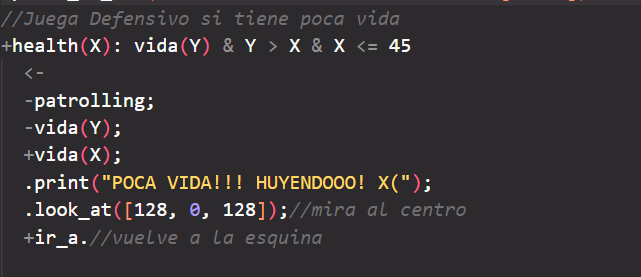 //Juega Defensivo si tiene poca vida
+health(X): vida(Y) & Y > X & X <= 45
<-
-patrolling;
-vida(Y);
+vida(X);
.print("POCA VIDA!!! HUYENDOOO! X(");
.look_at([128, 0, 128]);//mira al centro
+ir_a.//vuelve a la esquina